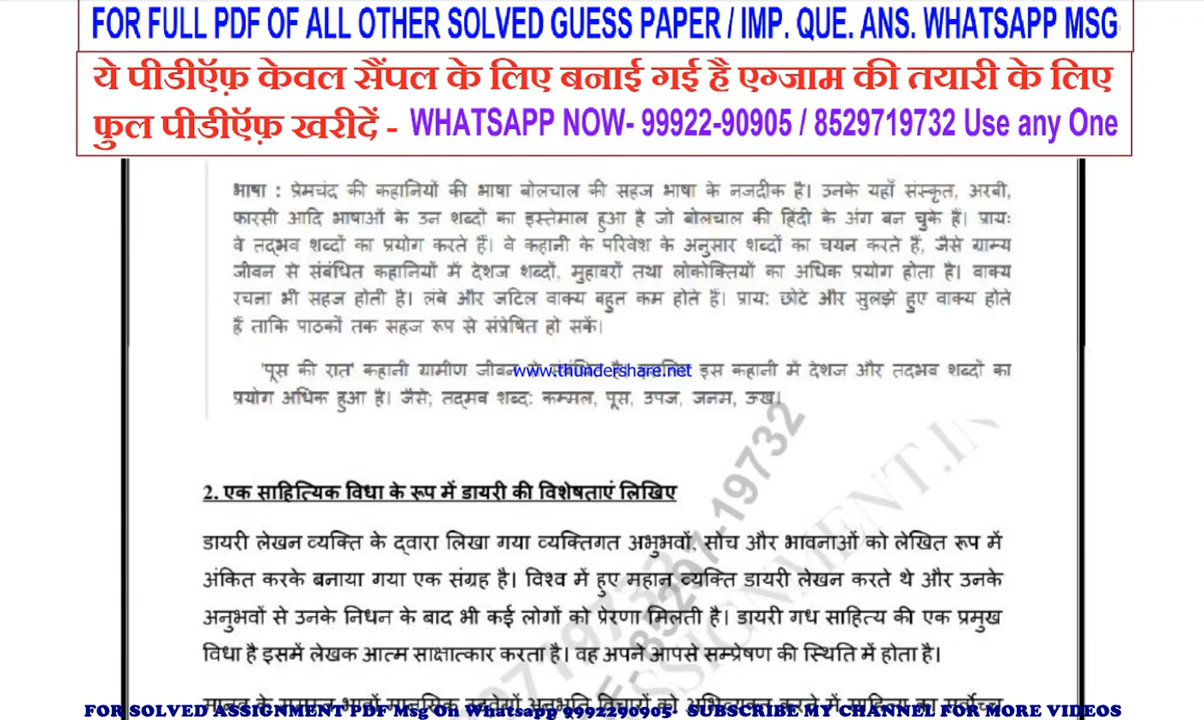 FOR FULL PDF OF ALL OTHER SOLVED GUESS PAPER / IMP. QUE. ANS. WHATSAPP MSG
ये पीडीऍफ़ केवल सैंपल के लिए बनाई गई है एग्जाम की तयारी के लिए
फुल पीडीऍफ़ खरीदें - WHATSAPP NOW- 99922-90905 / 8529719732 Use any One
भाषा : प्रेमचंद की कहानियों की भाषा बोलचाल की सहज भाषा के नजदीक है। उनके यहाँ संस्कृत, अरबी,
फारसी आदि भाषाओं के उन शब्दों का इस्तेमाल हुआ है जो बोलचाल की हिंदी के अंग बन चुके हैं। प्रायः
वे तद्भव शब्दों का प्रयोग करते हैं। वे कहानी के परिवेश के अनुसार शब्दों का चयन करते हैं, जैसे ग्राम्य
जीवन से संबंधित कहानियों में देशज शब्दों, मुहावरों तथा लोकोक्तियों का अधिक प्रयोग होता है। वाक्य
रचना भी सहज होती है। लंबे और जटिल वाक्य बहुत कम होते हैं। प्रायः छोटे और सुलझे हुए वाक्य होते
हैं ताकि पाठकों तक सहज रूप से संप्रेषित हो सकें।
'पूस की रात' कहानी ग्रामीण जीवन www.thundershare.net इस कहानी में देशज और तदभव शब्दों का
प्रयोग अधिक हुआ है। जैसे; तद्मव शब्द: कम्मल, पूस, उपज, जनम, ऊख।
2. एक साहित्यिक विधा के रूप में डायरी की विशेषताएं लिखिए
डायरी लेखन व्यक्ति के द्वारा लिखा गया व्यक्तिगत अभुभवों, सोच और भावनाओं को लेखित रूप में
अंकित करके बनाया गया एक संग्रह है। विश्व में हुए महान व्यक्ति डायरी लेखन करते थे और उनके
अनुभवों से उनके निधन के बाद भी कई लोगों को प्रेरणा मिलती है। डायरी गध साहित्य की एक प्रमुख
विधा है इसमें लेखक आत्म साक्षात्कार करता है। वह अपने आपसे सम्प्रेषण की स्थिति में होता है।
FOR SOLVED ASSIGNMENT PDF Msg On Whatsapp 9992290905- SUBSCRIBE MY CHANNEL FOR MORE VIDEOS